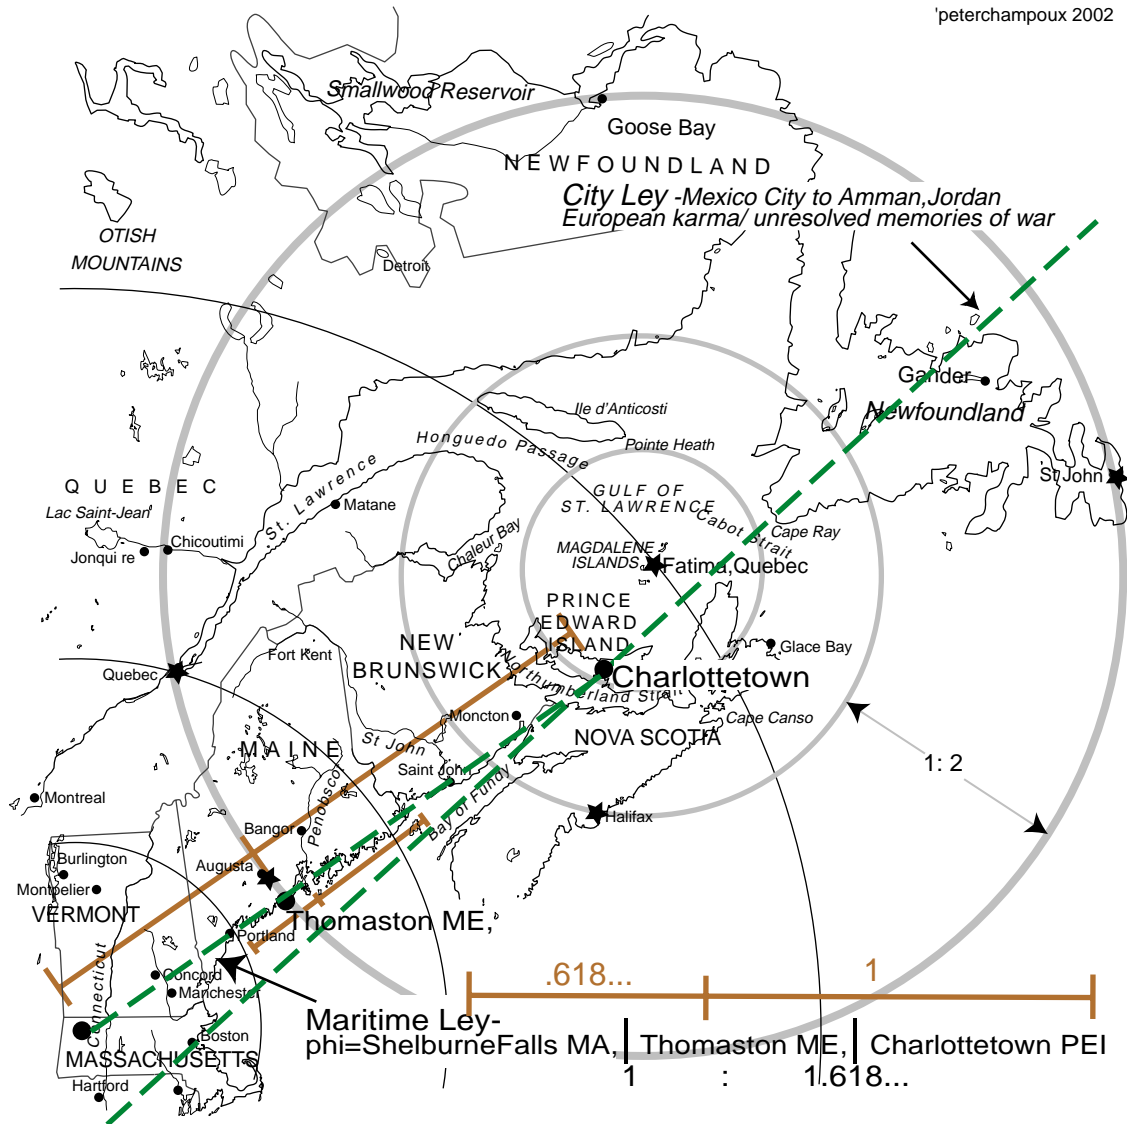 'peterchampoux 2002
Smallwood Reservoir
Goose Bay
NEWFOUNDLAND
City Ley -Mexico City to Amman,Jordan
European karma/ unresolved memories of war
OTISH
MOUNTAINS
Detroit
Gander
Newfoundland
Ile d'Anticosti
Honguedo Passage
Pointe Heath
St John
QUEBEC
St. Lawrence
GULF OF
ST. LAWRENCE
Lac Saint-Jean
Matane
Cabot Strait
Cape Ray
Chicoutimi
Jonqui re
Chaleur Bay
MAGDALENE
ISLANDS
Fatima,Quebec
PRINCE
EDWARD
ISLAND
NEW
BRUNSWICK
Fort Kent
Glace Bay
Quebec
Charlottetown
Northumberland Strait
Moncton
Cape Canso
St John
NOVA SCOTIA
MAINE
Saint John
1: 2
Penobscot
Bay of Fundy
Montreal
Halifax
Bangor
Burlington
Augusta
Montpelier
VERMONT
Thomaston ME,
Portland
Connecticut
Concord
.618...
1
Manchester
Maritime Ley-
phi=ShelburneFalls MA, Thomaston ME, Charlottetown PEI
Boston
MASSACHUSETTS
1 : 1.618...
Hartford